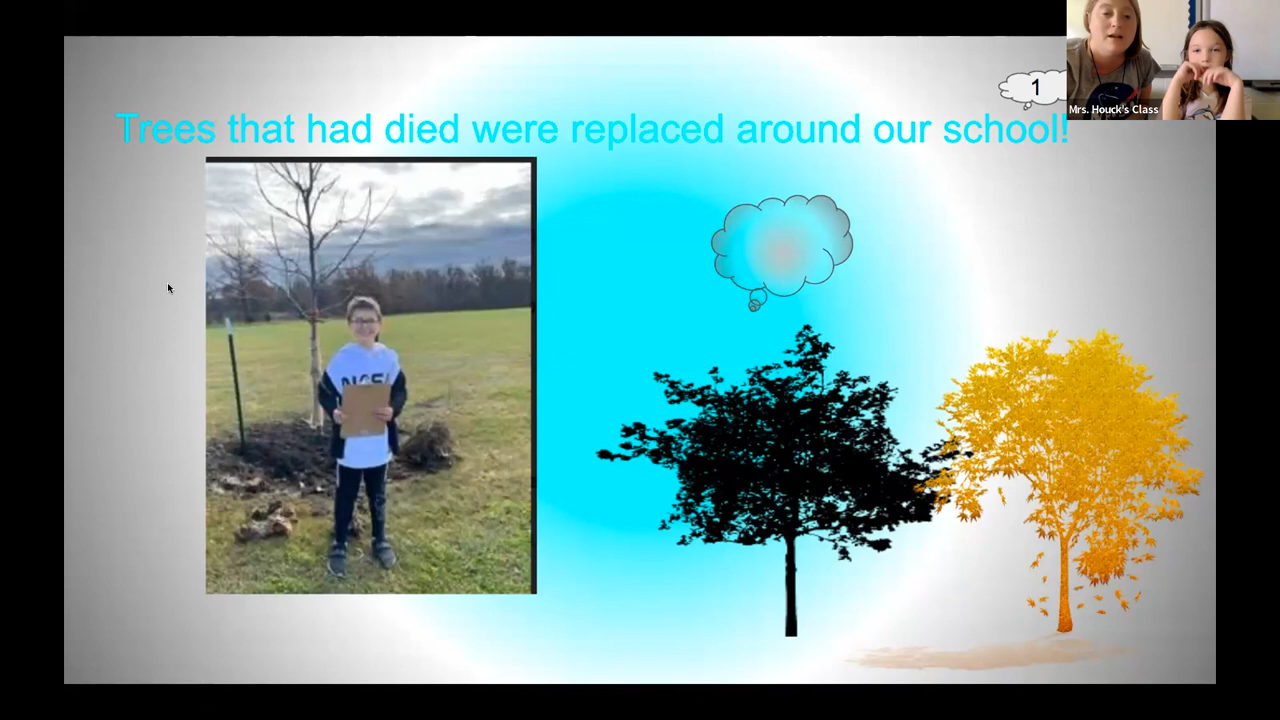 1
Mrs. Houck's Class
Trees that had died were replaced around our school!